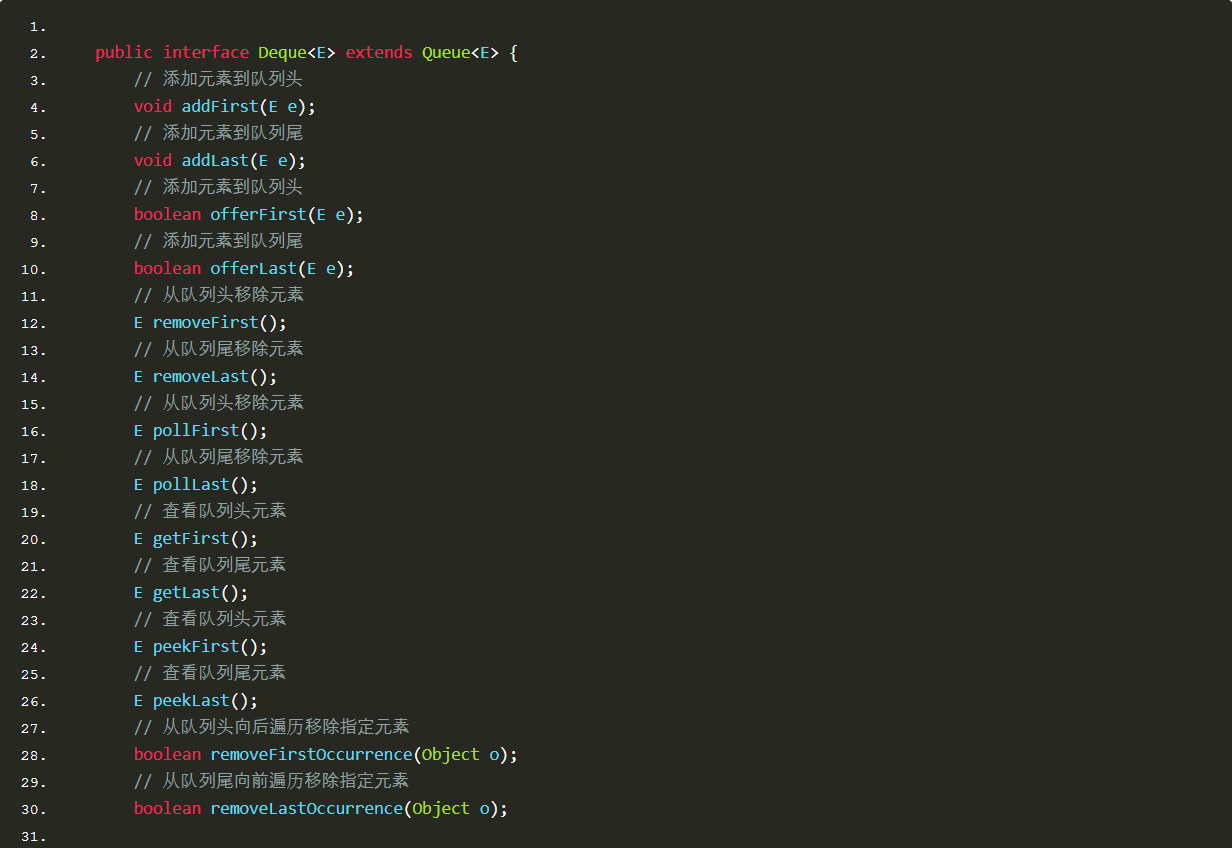 1.
2. public interface Deque<E> extends Queue<E> {
3. // 添加元素到队列头
4. void addFirst(E e);
5. // 添加元素到队列尾
6. void addLast(E e);
7. // 添加元素到队列头
8. boolean offerFirst(E e);
9. // 添加元素到队列尾
10. boolean offerLast(E e);
11. // 从队列头移除元素
12. E removeFirst();
13. // 从队列尾移除元素
14. E removeLast();
15. // 从队列头移除元素
16. E pollFirst();
17. // 从队列尾移除元素
18. E pollLast();
19. // 查看队列头元素
20. E getFirst();
21. // 查看队列尾元素
22. E getLast();
23. // 查看队列头元素
24. E peekFirst();
25. // 查看队列尾元素
26. E peekLast();
27. // 从队列头向后遍历移除指定元素
28. boolean removeFirstOccurrence(Object o);
29. // 从队列尾向前遍历移除指定元素
30. boolean removeLastOccurrence(Object o);
31.